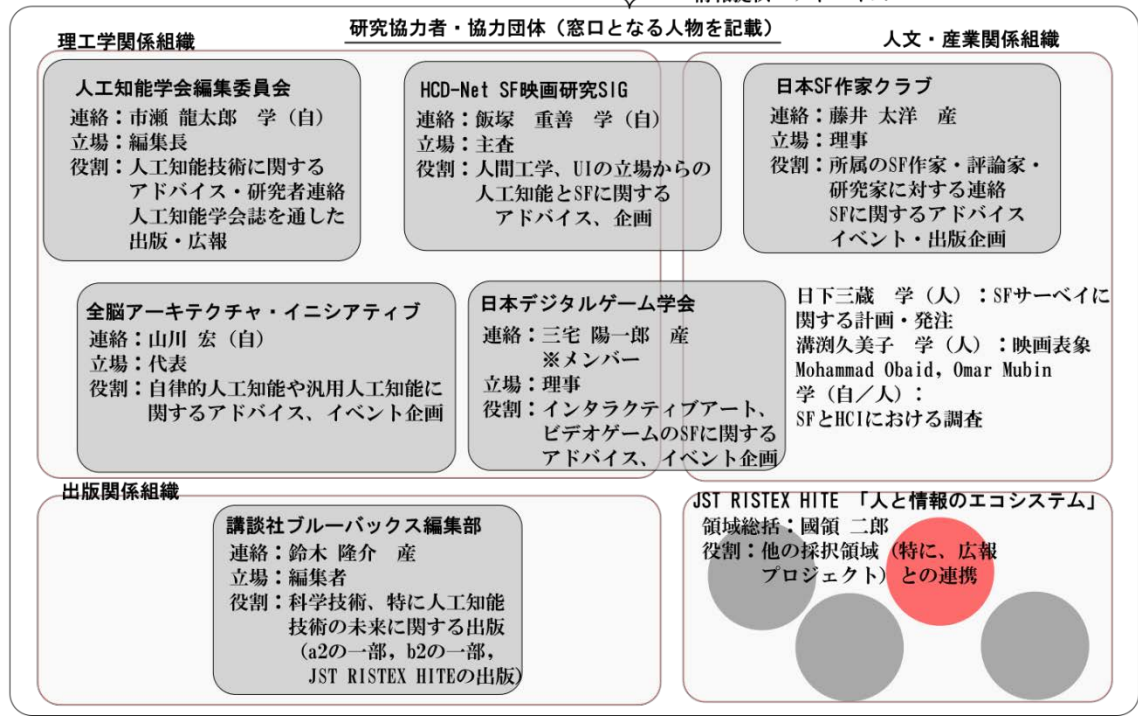 研究協力者・協力団体（窓口となる人物を記載）
理工学関係組織
人工知能学会編集委員会
連絡：市瀬 龍太郎 学（自）
立場：編集長
役割：人工知能技術に関する
アドバイス・研究者連絡
人工知能学会誌を通した
出版・広報
HCD-Net SF映画研究SIG
連絡：飯塚 重善 学（自）
立場：主査
役割：人間工学、UIの立場からの
人工知能とSFに関する
アドバイス、企画
人文・産業関係組織
日本SF作家クラブ
連絡：藤井 太洋 産
立場：理事
役割：所属のSF作家・評論家・
研究家に対する連絡
SFに関するアドバイス
イベント・出版企画
全脳アーキテクチャ・イニシアティブ
連絡：山川 宏（自）
立場：代表
役割：自律的人工知能や汎用人工知能に
関するアドバイス、イベント企画
日本デジタルゲーム学会
連絡：三宅 陽一郎 産
※メンバー
立場：理事
役割：インタラクティブアート、
ビデオゲームのSFに関する
アドバイス、イベント企画
日下三蔵 学（人）：SFサーベイに
関する計画・発注
溝渕久美子 学（人）：映画表象
Mohammad Obaid, Omar Mubin
学（自／人）：
SFとHCIにおける調査
出版関係組織
講談社ブルーバックス編集部
連絡：鈴木 隆介 産
立場：編集者
役割：科学技術、特に人工知能
技術の未来に関する出版
（a2の一部，b2の一部，
JST RISTEX HITEの出版）
JST RISTEX HITE 「人と情報のエコシステム」
領域総括：國領 二郎
役割：他の採択領域（特に、広報
プロジェクト）との連携